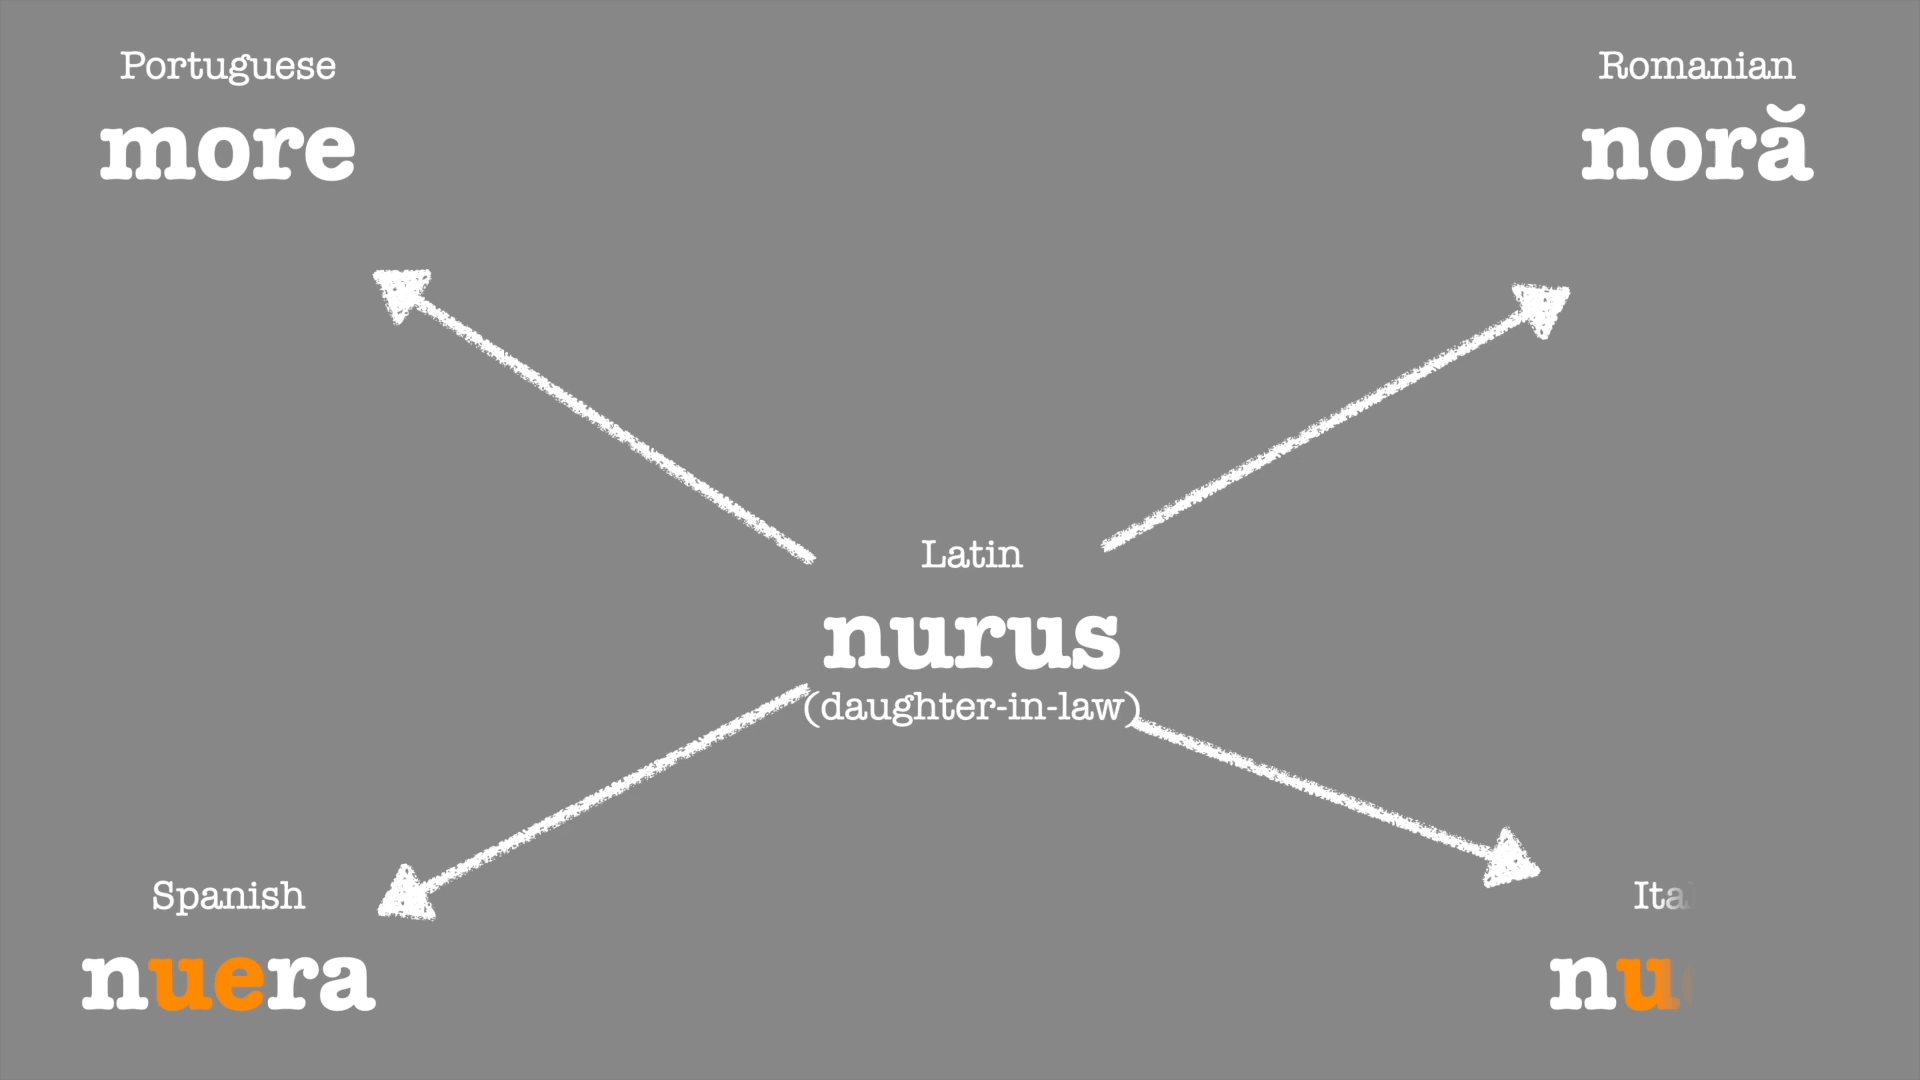 Portuguese
more
Romanian
noră
Latin
nurus
(daughter-in-law)
Spanish
nuera